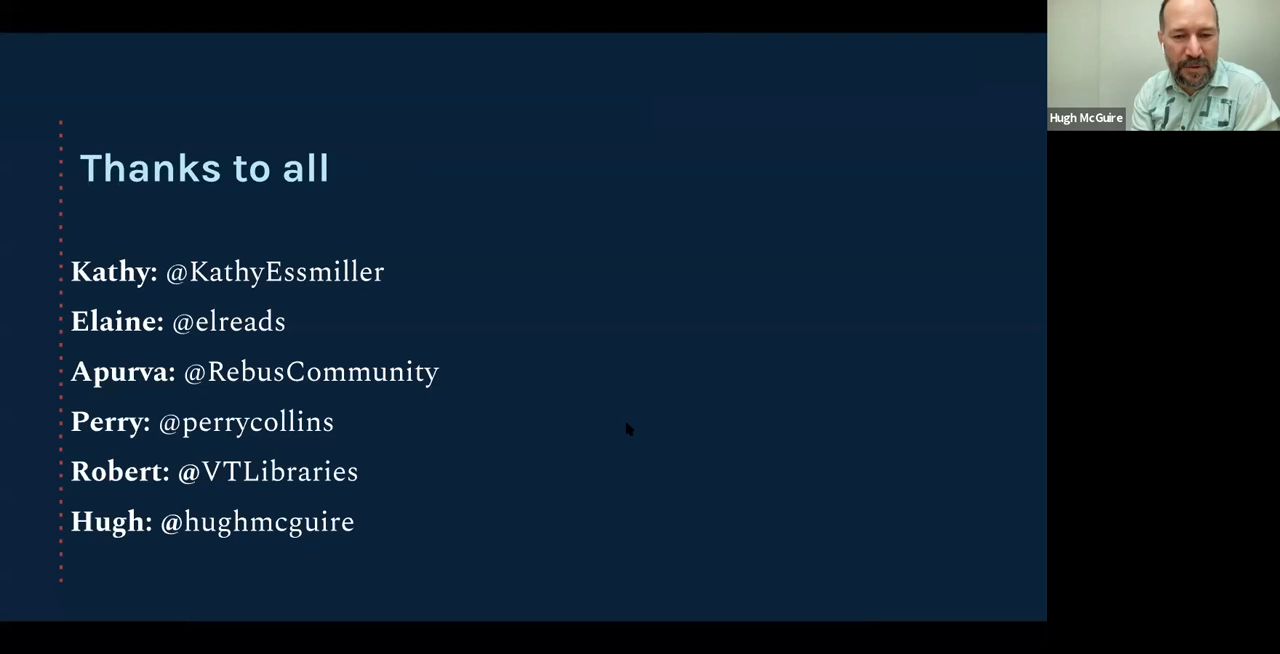 Thanks to all
Kathy: @KathyEssmiller
Elaine: @elreads
Apurva: @RebusCommunity
Perry: @perrycollins
Robert: @VTLibraries
Hugh: @hughmcguire
Hugh McGuire